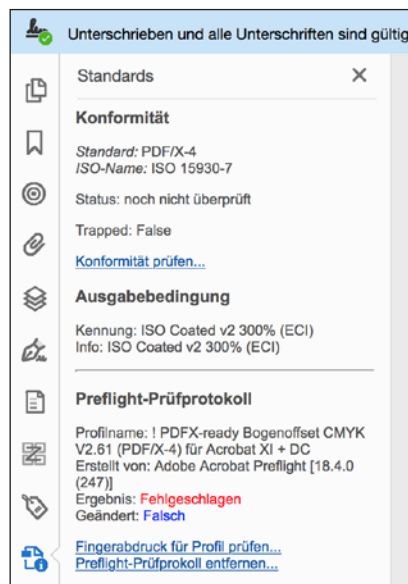 Unterschrieben und alle Unterschriften sind gültig
Standards
Konformität
Standard: PDF/X-4
ISO-Name: ISO 15930-7
Status: noch nicht überprüft
Trapped: False
Konformität prüfen...
Ausgabebedingung
Kennung: ISO Coated v2 300% (ECI)
Info: ISO Coated v2 300% (ECI)
Preflight-Prüfprotokoll
Profilname: ! PDFX-ready Bogenoffset CMYK
V2.61 (PDF/X-4) für Acrobat XI + DC
Erstellt von: Adobe Acrobat Preflight [18.4.0
(247)]
Ergebnis: Fehlgeschlagen
Geändert: Falsch
Fingerabdruck für Profil prüfen...
Preflight-Prüfprokoll entfernen...